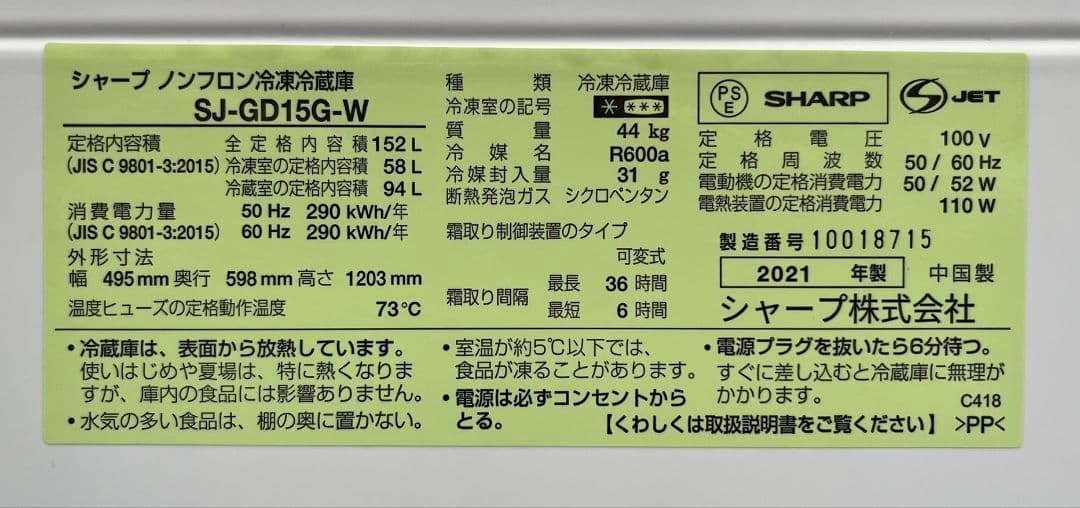 シャープ ノンフロン冷凍冷蔵庫
SJ-GD15G-W
定格内容積 全定格内容積 152 L
(JIS C 9801-3:2015) 冷凍室の定格内容積 58 L
冷蔵室の定格内容積 94 L
消費電力量 50 Hz 290 kWh/年
(JIS C 9801-3:2015) 60 Hz 290 kWh/年
外形寸法
幅 495 mm 奥行 598 mm 高さ 1203 mm
温度ヒューズの定格動作温度 73℃
種類 冷凍冷蔵庫
冷凍室の記号 * ***
質量 44 kg
冷媒名 R600a
冷媒封入量 31 g
断熱発泡ガス シクロペンタン
霜取り制御装置のタイプ
可変式
霜取り間隔 最長 36 時間
最短 6 時間
PSE SHARP S JET
定格電圧 100 V
定格周波数 50 / 60 Hz
電動機の定格消費電力 50 / 52 W
電熱装置の定格消費電力 110 W
製造番号 10018715
2021 年製 中国製
シャープ株式会社
・冷蔵庫は、表面から放熱しています。
使いはじめや夏場は、特に熱くなりま
すが、庫内の食品には影響ありません。
・水気の多い食品は、棚の奥に置かない。
・室温が約5℃以下では、
食品が凍ることがあります。
・電源は必ずコンセントから
とる。
・電源プラグを抜いたら6分待つ。
すぐに差し込むと冷蔵庫に無理が
かかります。 C418
【くわしくは取扱説明書をご覧ください】 >PP<